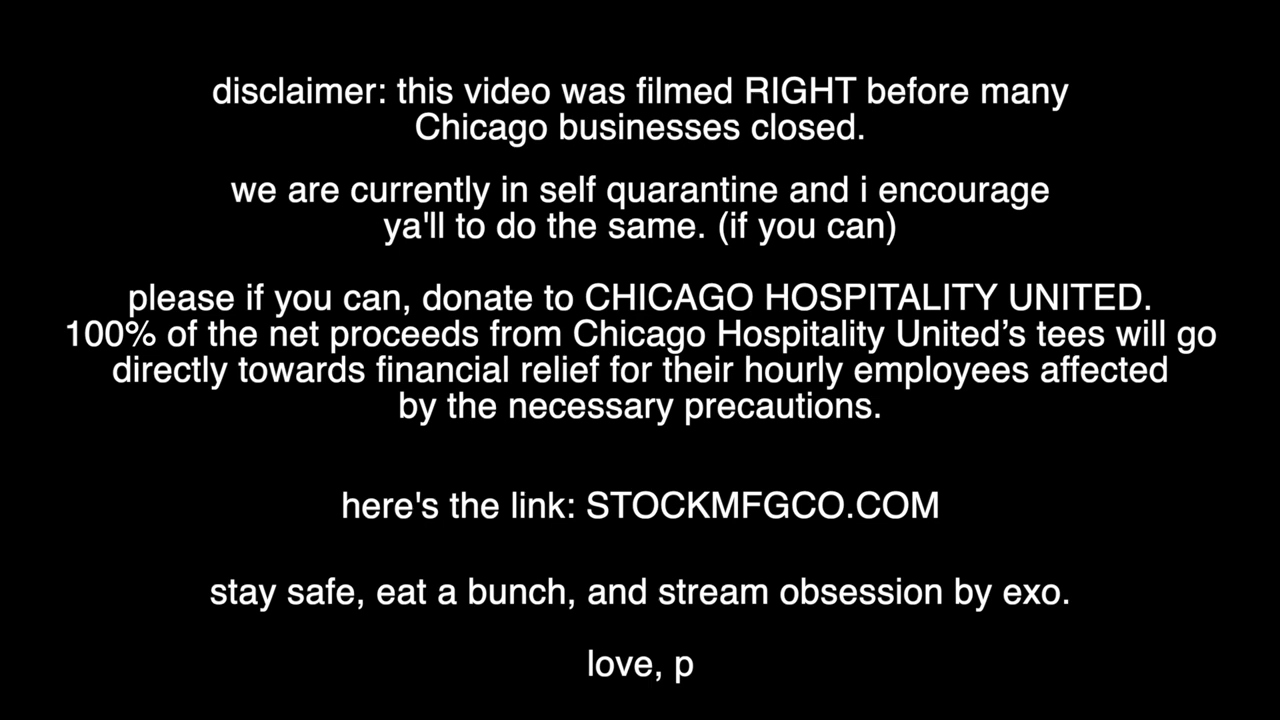 disclaimer: this video was filmed RIGHT before many
Chicago businesses closed.
we are currently in self quarantine and i encourage
ya'll to do the same. (if you can)
please if you can, donate to CHICAGO HOSPITALITY UNITED.
100% of the net proceeds from Chicago Hospitality United’s tees will go
directly towards financial relief for their hourly employees affected
by the necessary precautions.
here's the link: STOCKMFGCO.COM
stay safe, eat a bunch, and stream obsession by exo.
love, p